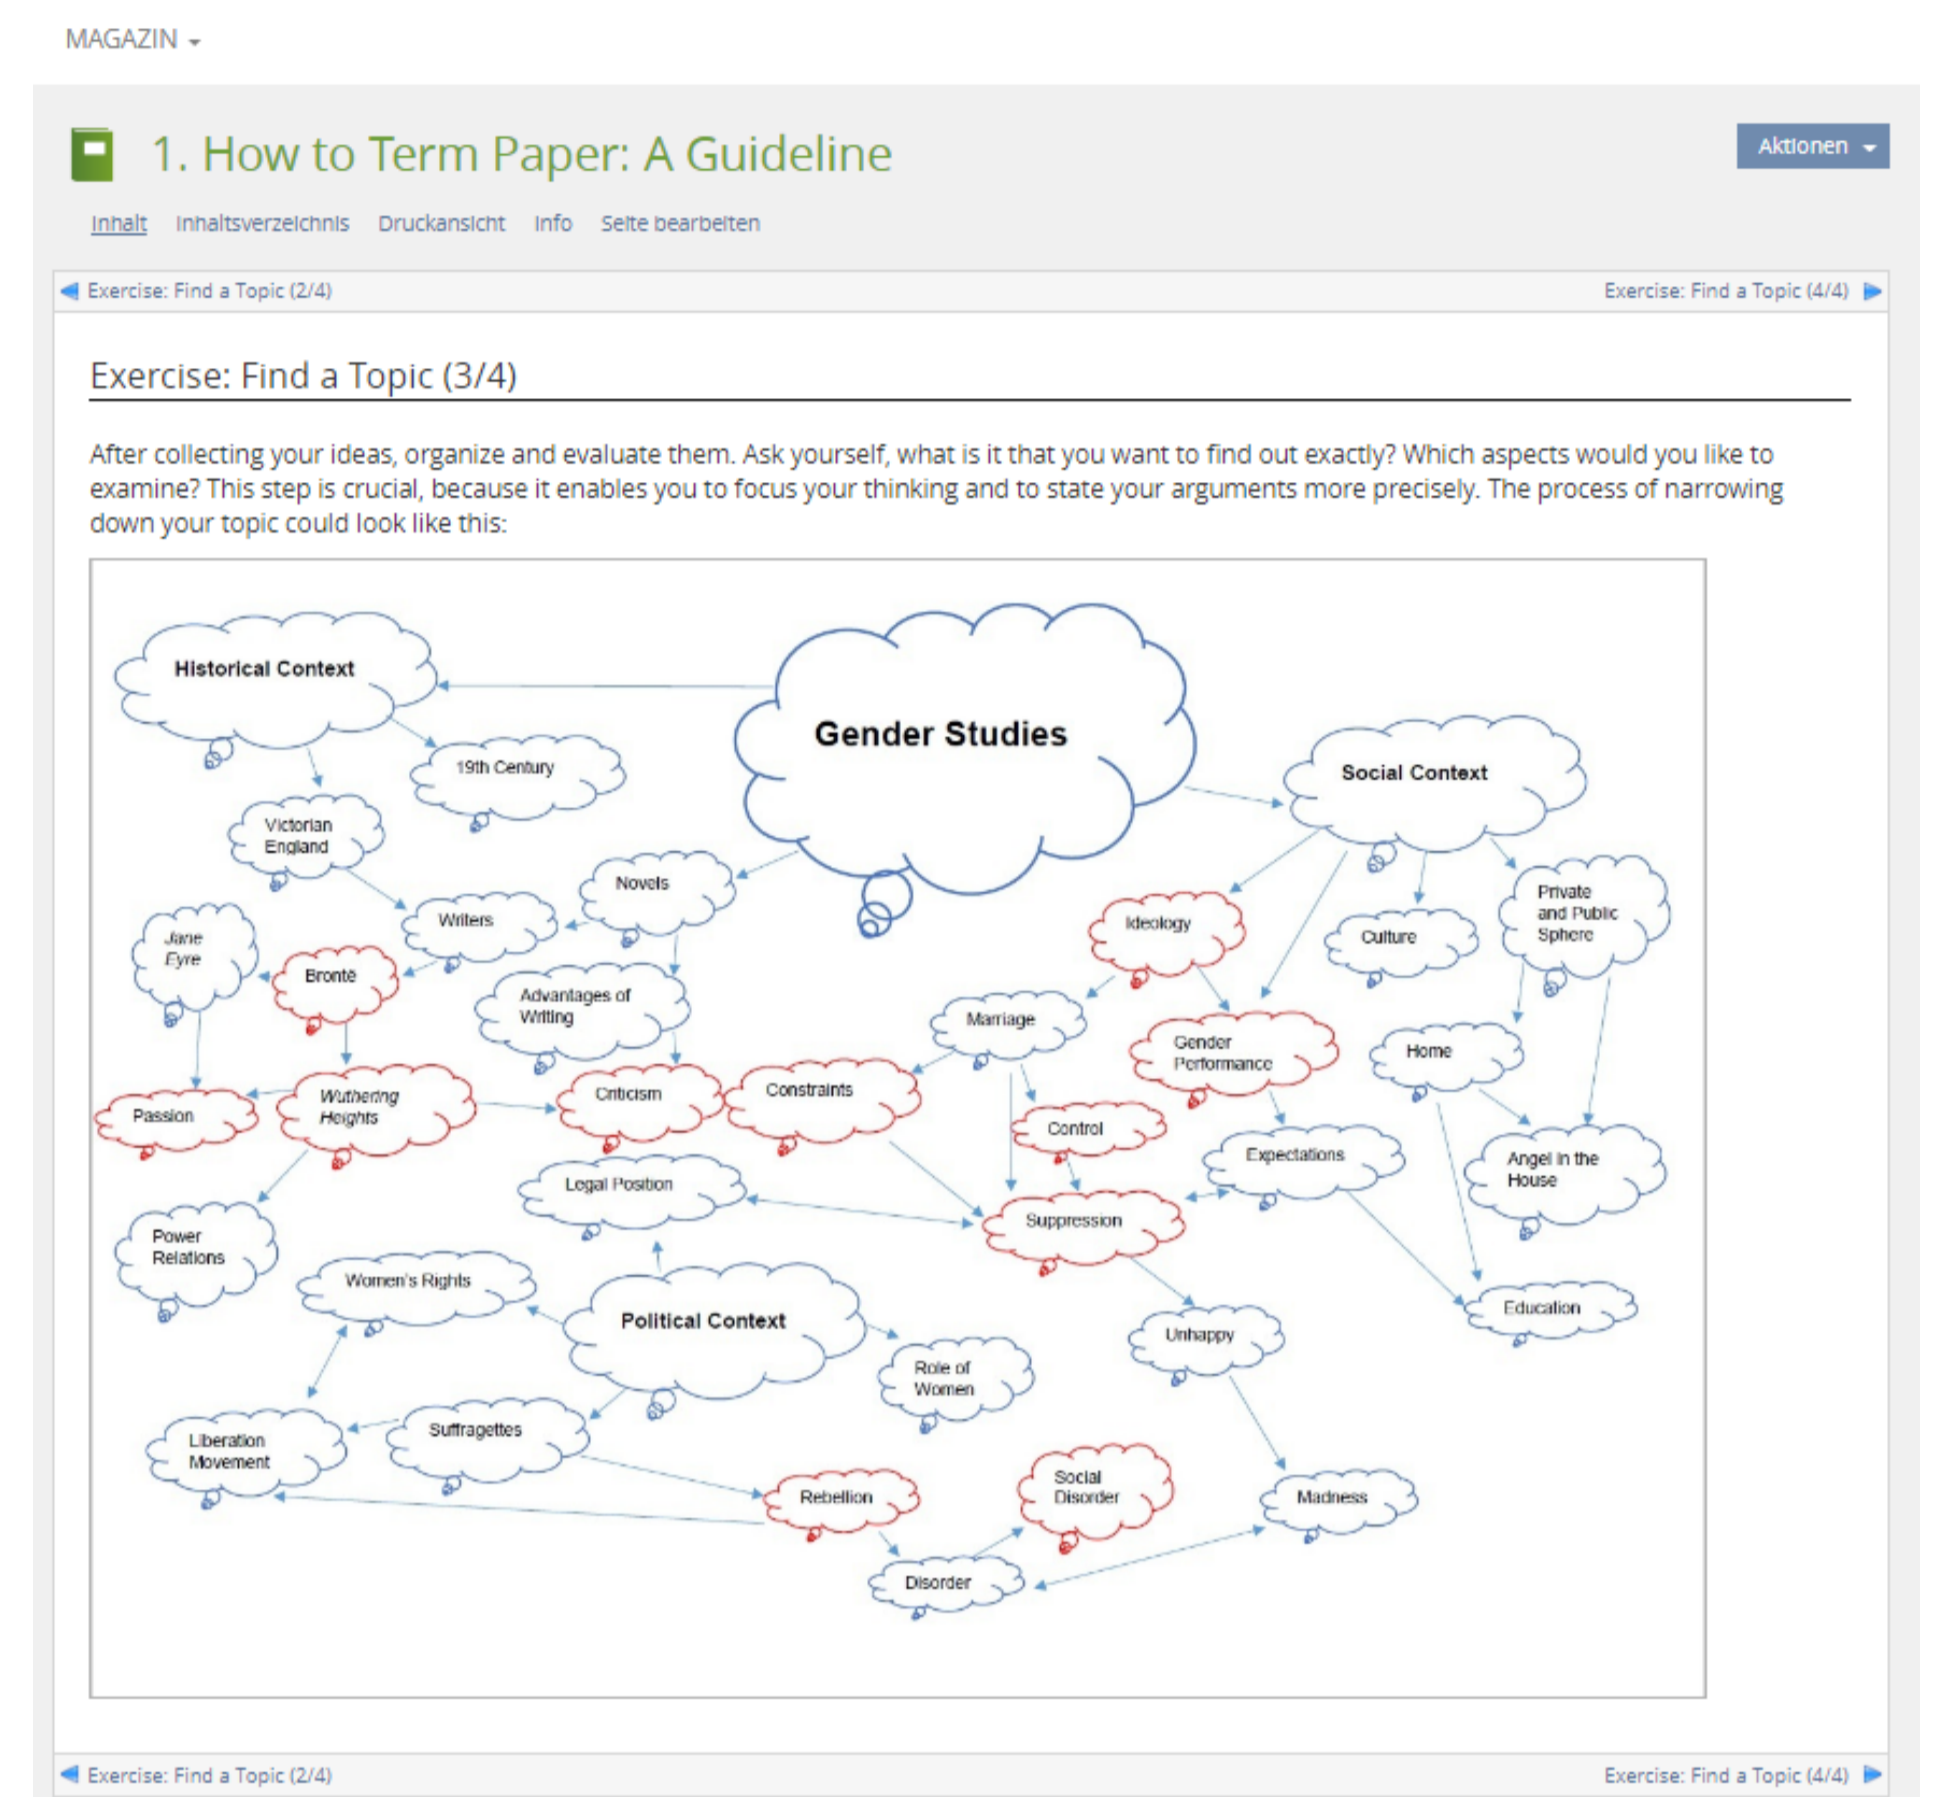 MAGAZIN
1. How to Term Paper: A Guideline
Aktionen
Inhalt Inhaltsverzeichnis Druckansicht Info Seite bearbeiten
Exercise: Find a Topic (2/4)
Exercise: Find a Topic (4/4)
Exercise: Find a Topic (3/4)
After collecting your ideas, organize and evaluate them. Ask yourself, what is it that you want to find out exactly? Which aspects would you like to
examine? This step is crucial, because it enables you to focus your thinking and to state your arguments more precisely. The process of narrowing
down your topic could look like this:
Historical Context
Gender Studies
19th Century
Social Context
Victorian
England
Novels
Writers
Private
and Public
Sphere
Ideology
Culture
Jane
Eyre
Brontë
Advantages of
Writing
Marriage
Gender
Performance
Home
Passion
Wuthering
Heights
Criticism
Constraints
Control
Expectations
Angel in the
House
Legal Position
Suppression
Power
Relations
Women's Rights
Political Context
Education
Unhappy
Role of
Women
Liberation
Movement
Suffragettes
Rebellion
Social
Disorder
Madness
Disorder
Exercise: Find a Topic (2/4)
Exercise: Find a Topic (4/4)